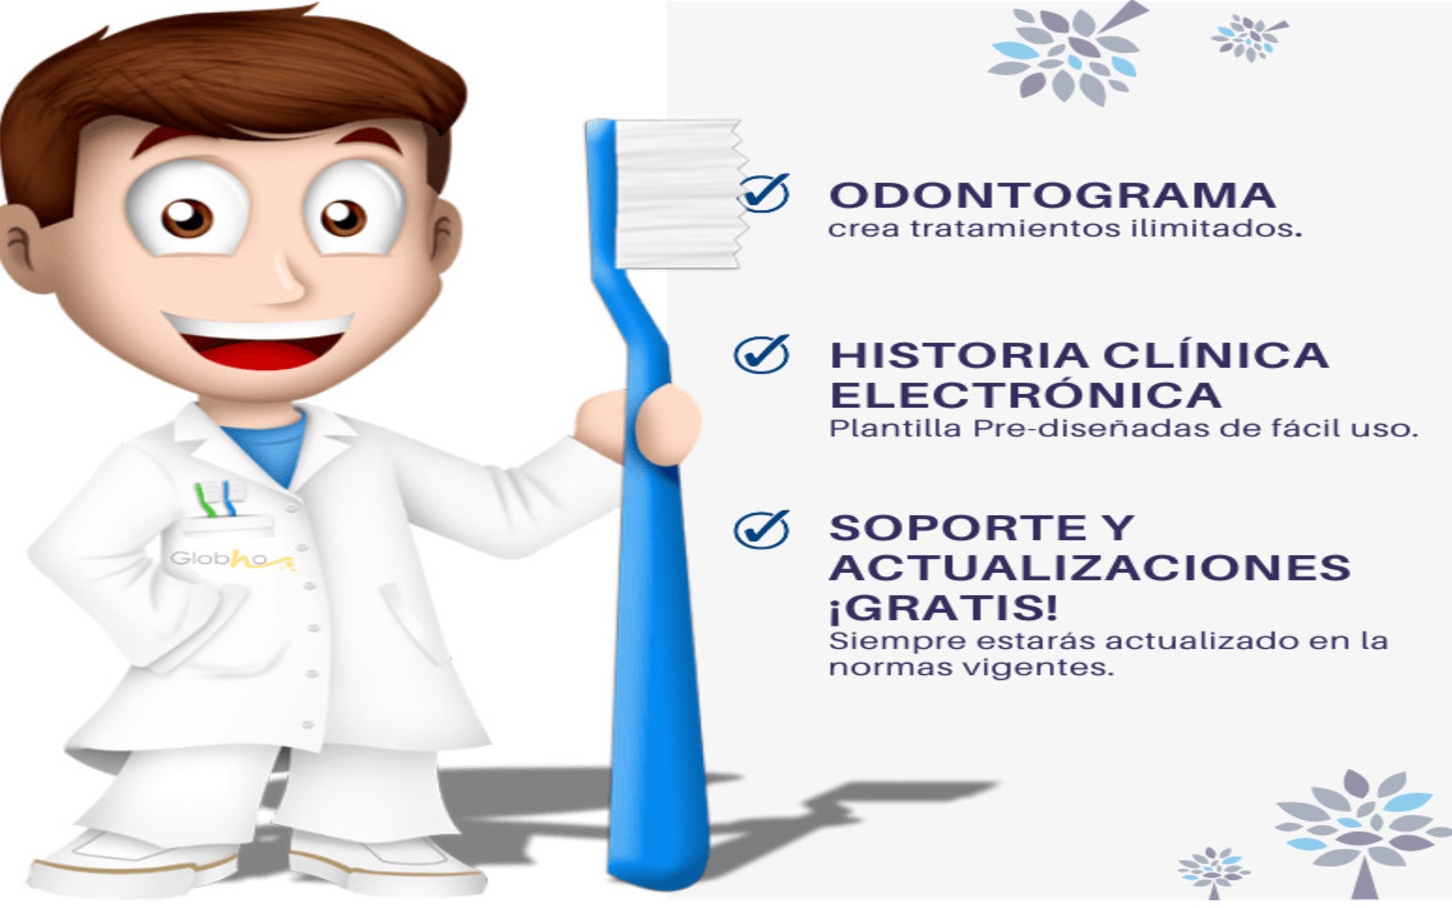 ODONTOGRAMA
crea tratamientos ilimitados.
HISTORIA CLÍNICA
ELECTRÓNICA
Plantilla Pre-diseñadas de fácil uso.
SOPORTE Y
ACTUALIZACIONES
¡GRATIS!
Siempre estarás actualizado en la
normas vigentes.
Globho